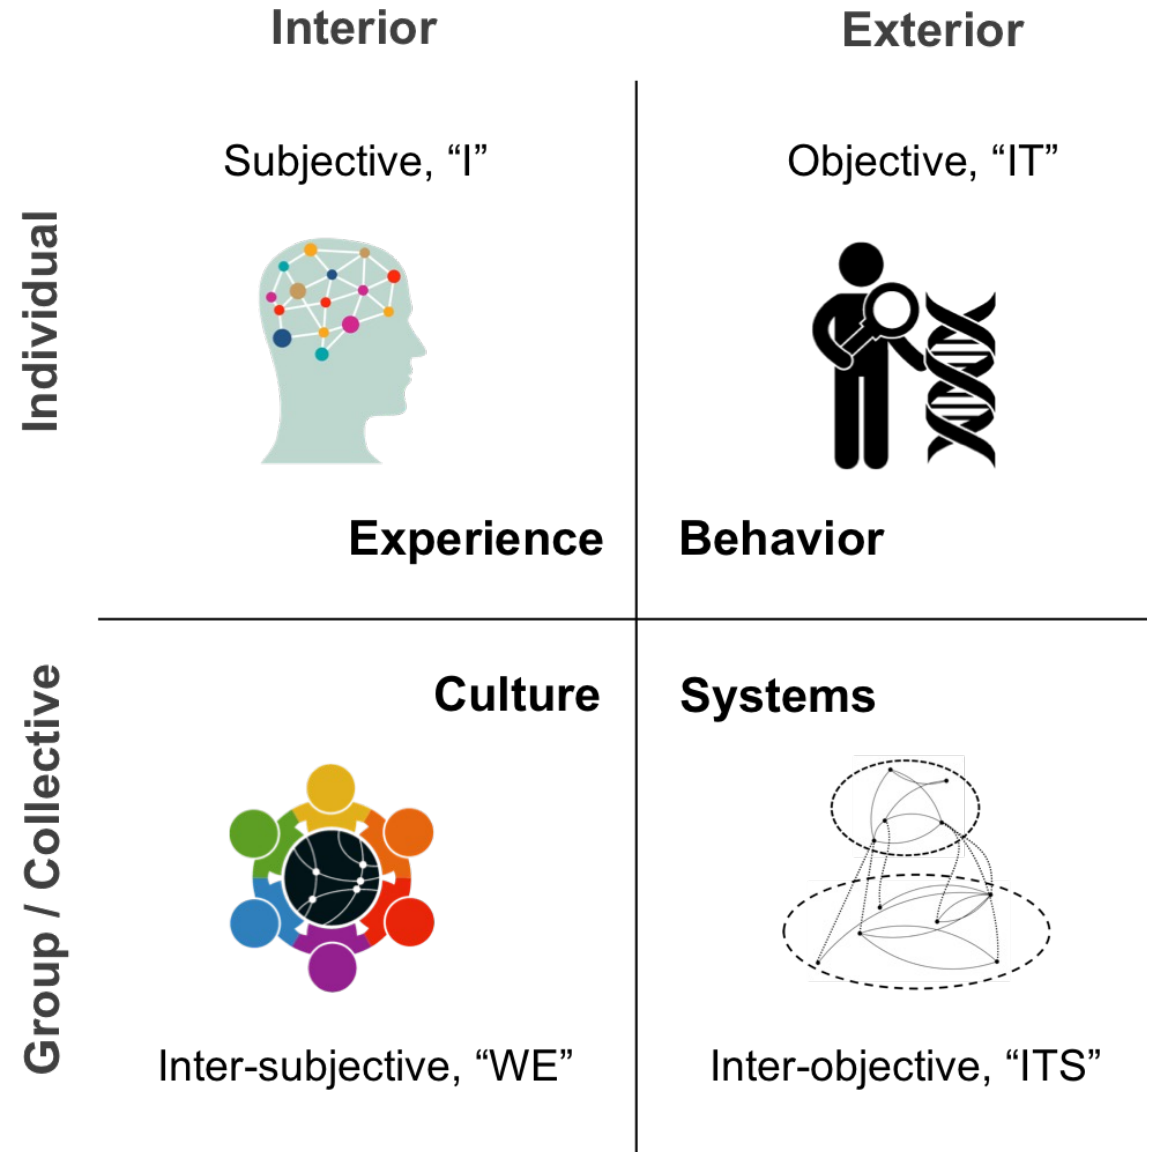 Interior
Exterior
Individual
Subjective, “I”
Objective, “IT”
Experience
Behavior
Group / Collective
Culture
Systems
Inter-subjective, “WE”
Inter-objective, “ITS”